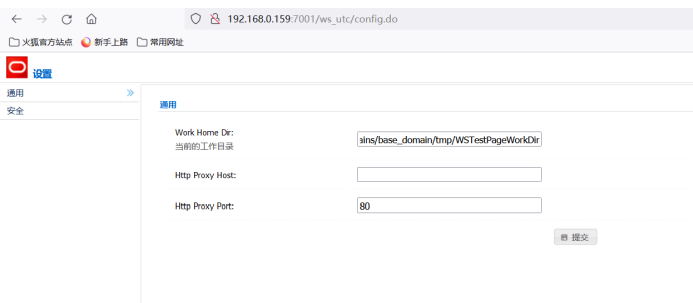 192.168.0.159:7001/ws_utc/config.do
火狐官方站点 新手上路 常用网址
设置
通用
安全
通用
Work Home Dir:
当前的工作目录
ains/base_domain/tmp/WSTestPageWorkDir
Http Proxy Host:
Http Proxy Port:
80
提交